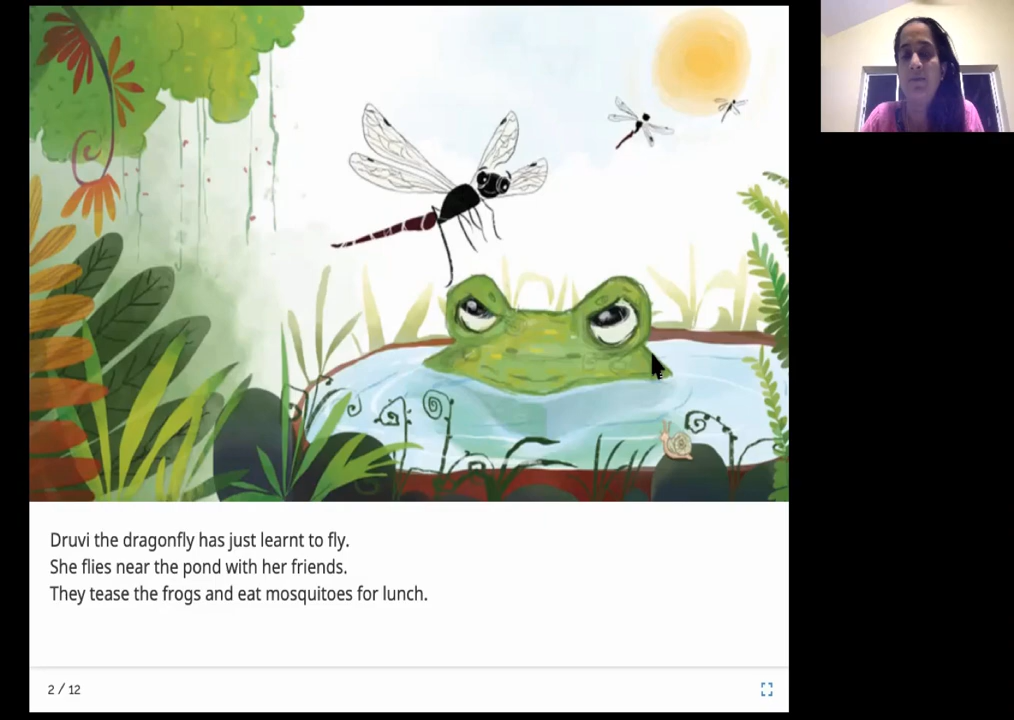 Druvi the dragonfly has just learnt to fly.
She flies near the pond with her friends.
They tease the frogs and eat mosquitoes for lunch.
2 / 12